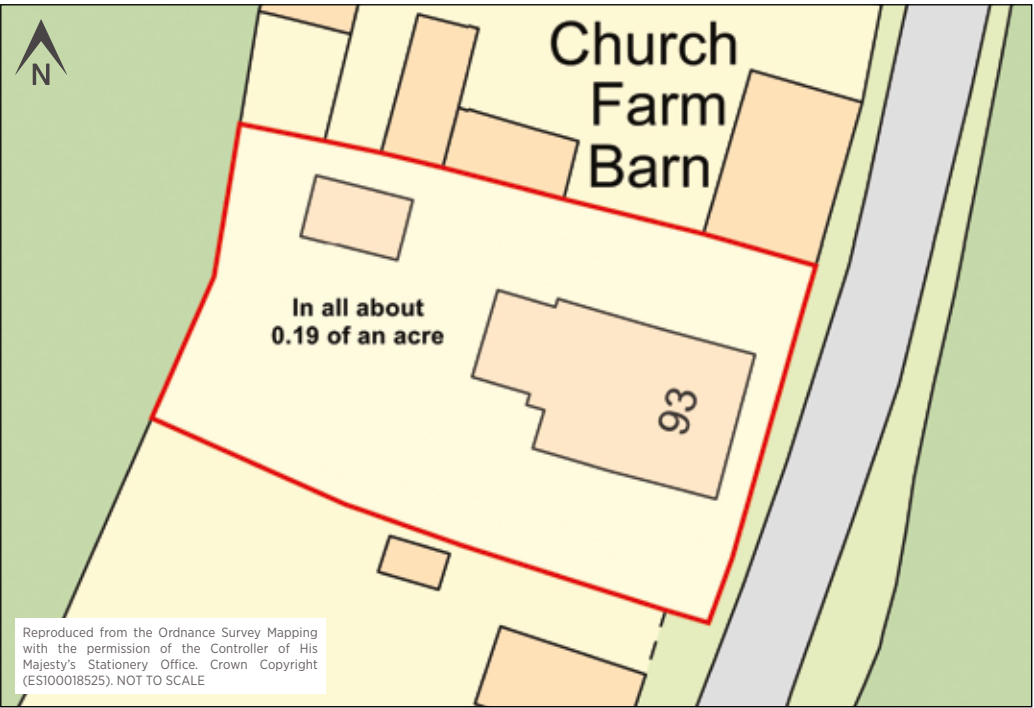 N
Church
Farm
Barn
In all about
0.19 of an acre
93
Reproduced from the Ordnance Survey Mapping
with the permission of the Controller of His
Majesty's Stationery Office. Crown Copyright
(ES100018525). NOT TO SCALE